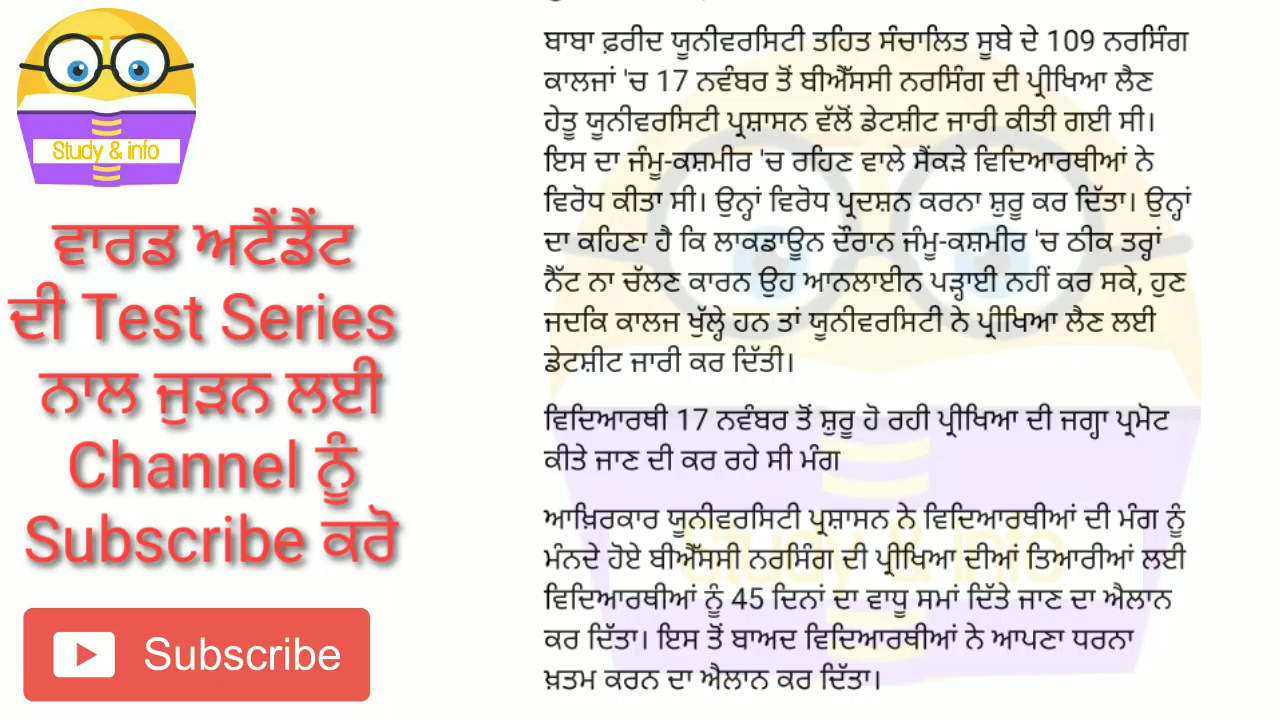 Study & info
ਵਾਰਡ ਅਟੈਂਡੈਂਟ
ਦੀ Test Series
ਨਾਲ ਜੁੜਨ ਲਈ
Channel ਨੂੰ
Subscribe ਕਰੋ
Subscribe
ਬਾਬਾ ਫ਼ਰੀਦ ਯੂਨੀਵਰਸਿਟੀ ਤਹਿਤ ਸੰਚਾਲਿਤ ਸੂਬੇ ਦੇ 109 ਨਰਸਿੰਗ
ਕਾਲਜਾਂ 'ਚ 17 ਨਵੰਬਰ ਤੋਂ ਬੀਐੱਸਸੀ ਨਰਸਿੰਗ ਦੀ ਪ੍ਰੀਖਿਆ ਲੈਣ
ਹੇਤੂ ਯੂਨੀਵਰਸਿਟੀ ਪ੍ਰਸ਼ਾਸਨ ਵੱਲੋਂ ਡੇਟਸ਼ੀਟ ਜਾਰੀ ਕੀਤੀ ਗਈ ਸੀ।
ਇਸ ਦਾ ਜੰਮੂ-ਕਸ਼ਮੀਰ 'ਚ ਰਹਿਣ ਵਾਲੇ ਸੈਂਕੜੇ ਵਿਦਿਆਰਥੀਆਂ ਨੇ
ਵਿਰੋਧ ਕੀਤਾ ਸੀ। ਉਨ੍ਹਾਂ ਵਿਰੋਧ ਪ੍ਰਦਸ਼ਨ ਕਰਨਾ ਸ਼ੁਰੂ ਕਰ ਦਿੱਤਾ। ਉਨ੍ਹਾਂ
ਦਾ ਕਹਿਣਾ ਹੈ ਕਿ ਲਾਕਡਾਊਨ ਦੌਰਾਨ ਜੰਮੂ-ਕਸ਼ਮੀਰ 'ਚ ਠੀਕ ਤਰ੍ਹਾਂ
ਨੈੱਟ ਨਾ ਚੱਲਣ ਕਾਰਨ ਉਹ ਆਨਲਾਈਨ ਪੜ੍ਹਾਈ ਨਹੀਂ ਕਰ ਸਕੇ, ਹੁਣ
ਜਦਕਿ ਕਾਲਜ ਖੁੱਲ੍ਹੇ ਹਨ ਤਾਂ ਯੂਨੀਵਰਸਿਟੀ ਨੇ ਪ੍ਰੀਖਿਆ ਲੈਣ ਲਈ
ਡੇਟਸ਼ੀਟ ਜਾਰੀ ਕਰ ਦਿੱਤੀ।
ਵਿਦਿਆਰਥੀ 17 ਨਵੰਬਰ ਤੋਂ ਸ਼ੁਰੂ ਹੋ ਰਹੀ ਪ੍ਰੀਖਿਆ ਦੀ ਜਗ੍ਹਾ ਪ੍ਰਮੋਟ
ਕੀਤੇ ਜਾਣ ਦੀ ਕਰ ਰਹੇ ਸੀ ਮੰਗ
ਆਖ਼ਿਰਕਾਰ ਯੂਨੀਵਰਸਿਟੀ ਪ੍ਰਸ਼ਾਸਨ ਨੇ ਵਿਦਿਆਰਥੀਆਂ ਦੀ ਮੰਗ ਨੂੰ
ਮੰਨਦੇ ਹੋਏ ਬੀਐੱਸਸੀ ਨਰਸਿੰਗ ਦੀ ਪ੍ਰੀਖਿਆ ਦੀਆਂ ਤਿਆਰੀਆਂ ਲਈ
ਵਿਦਿਆਰਥੀਆਂ ਨੂੰ 45 ਦਿਨਾਂ ਦਾ ਵਾਧੂ ਸਮਾਂ ਦਿੱਤੇ ਜਾਣ ਦਾ ਐਲਾਨ
ਕਰ ਦਿੱਤਾ। ਇਸ ਤੋਂ ਬਾਅਦ ਵਿਦਿਆਰਥੀਆਂ ਨੇ ਆਪਣਾ ਧਰਨਾ
ਖ਼ਤਮ ਕਰਨ ਦਾ ਐਲਾਨ ਕਰ ਦਿੱਤਾ।
Study & info